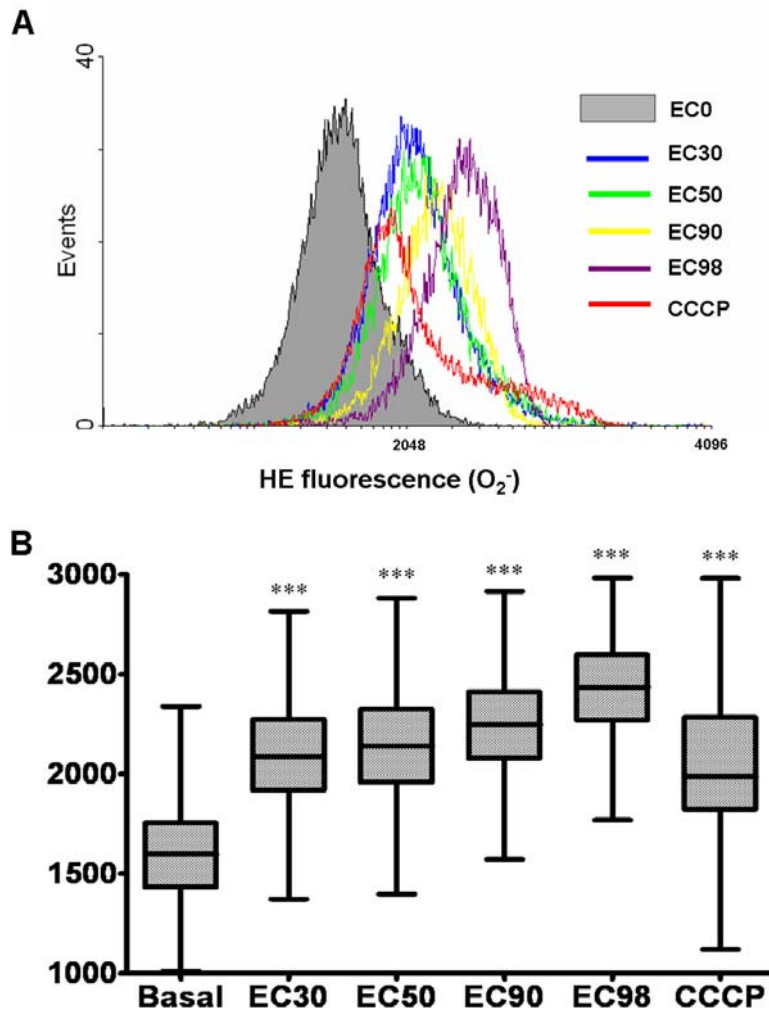 A
40
Events
0
2048
4096
HE fluorescence (O₂⁻)
EC0
EC30
EC50
EC90
EC98
CCCP
B
3000
2500
2000
1500
1000
***
***
***
***
***
Basal EC30 EC50 EC90 EC98 CCCP